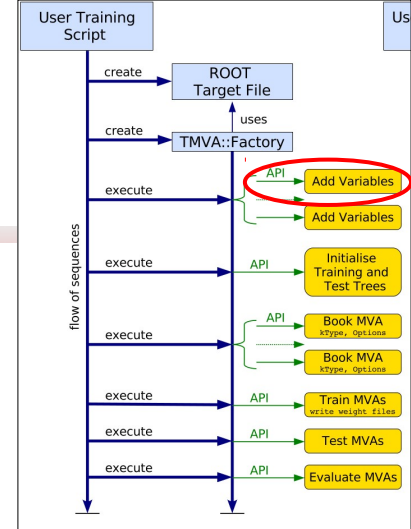 User Training
Script
Us
create
ROOT
Target File
uses
create
TMVA::Factory
API
Add Variables
execute
Add Variables
flow of sequences
execute
API
Initialise
Training and
Test Trees
API
Book MVA
kType, Options
execute
Book MVA
kType, Options
execute
API
Train MVAs
write weight files
execute
API
Test MVAs
execute
API
Evaluate MVAs